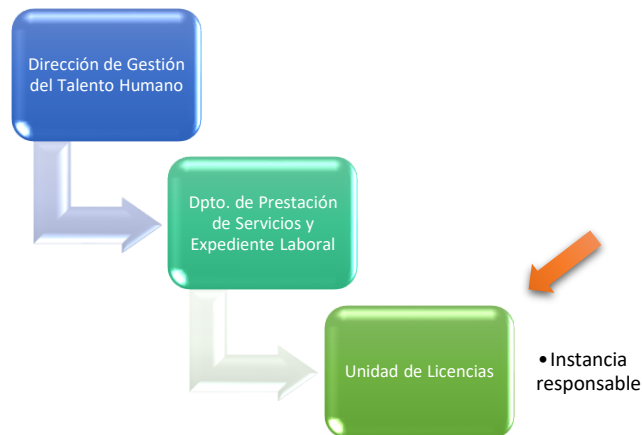 Dirección de Gestión
del Talento Humano
Dpto. de Prestación
de Servicios y
Expediente Laboral
Unidad de Licencias
•Instancia
responsable